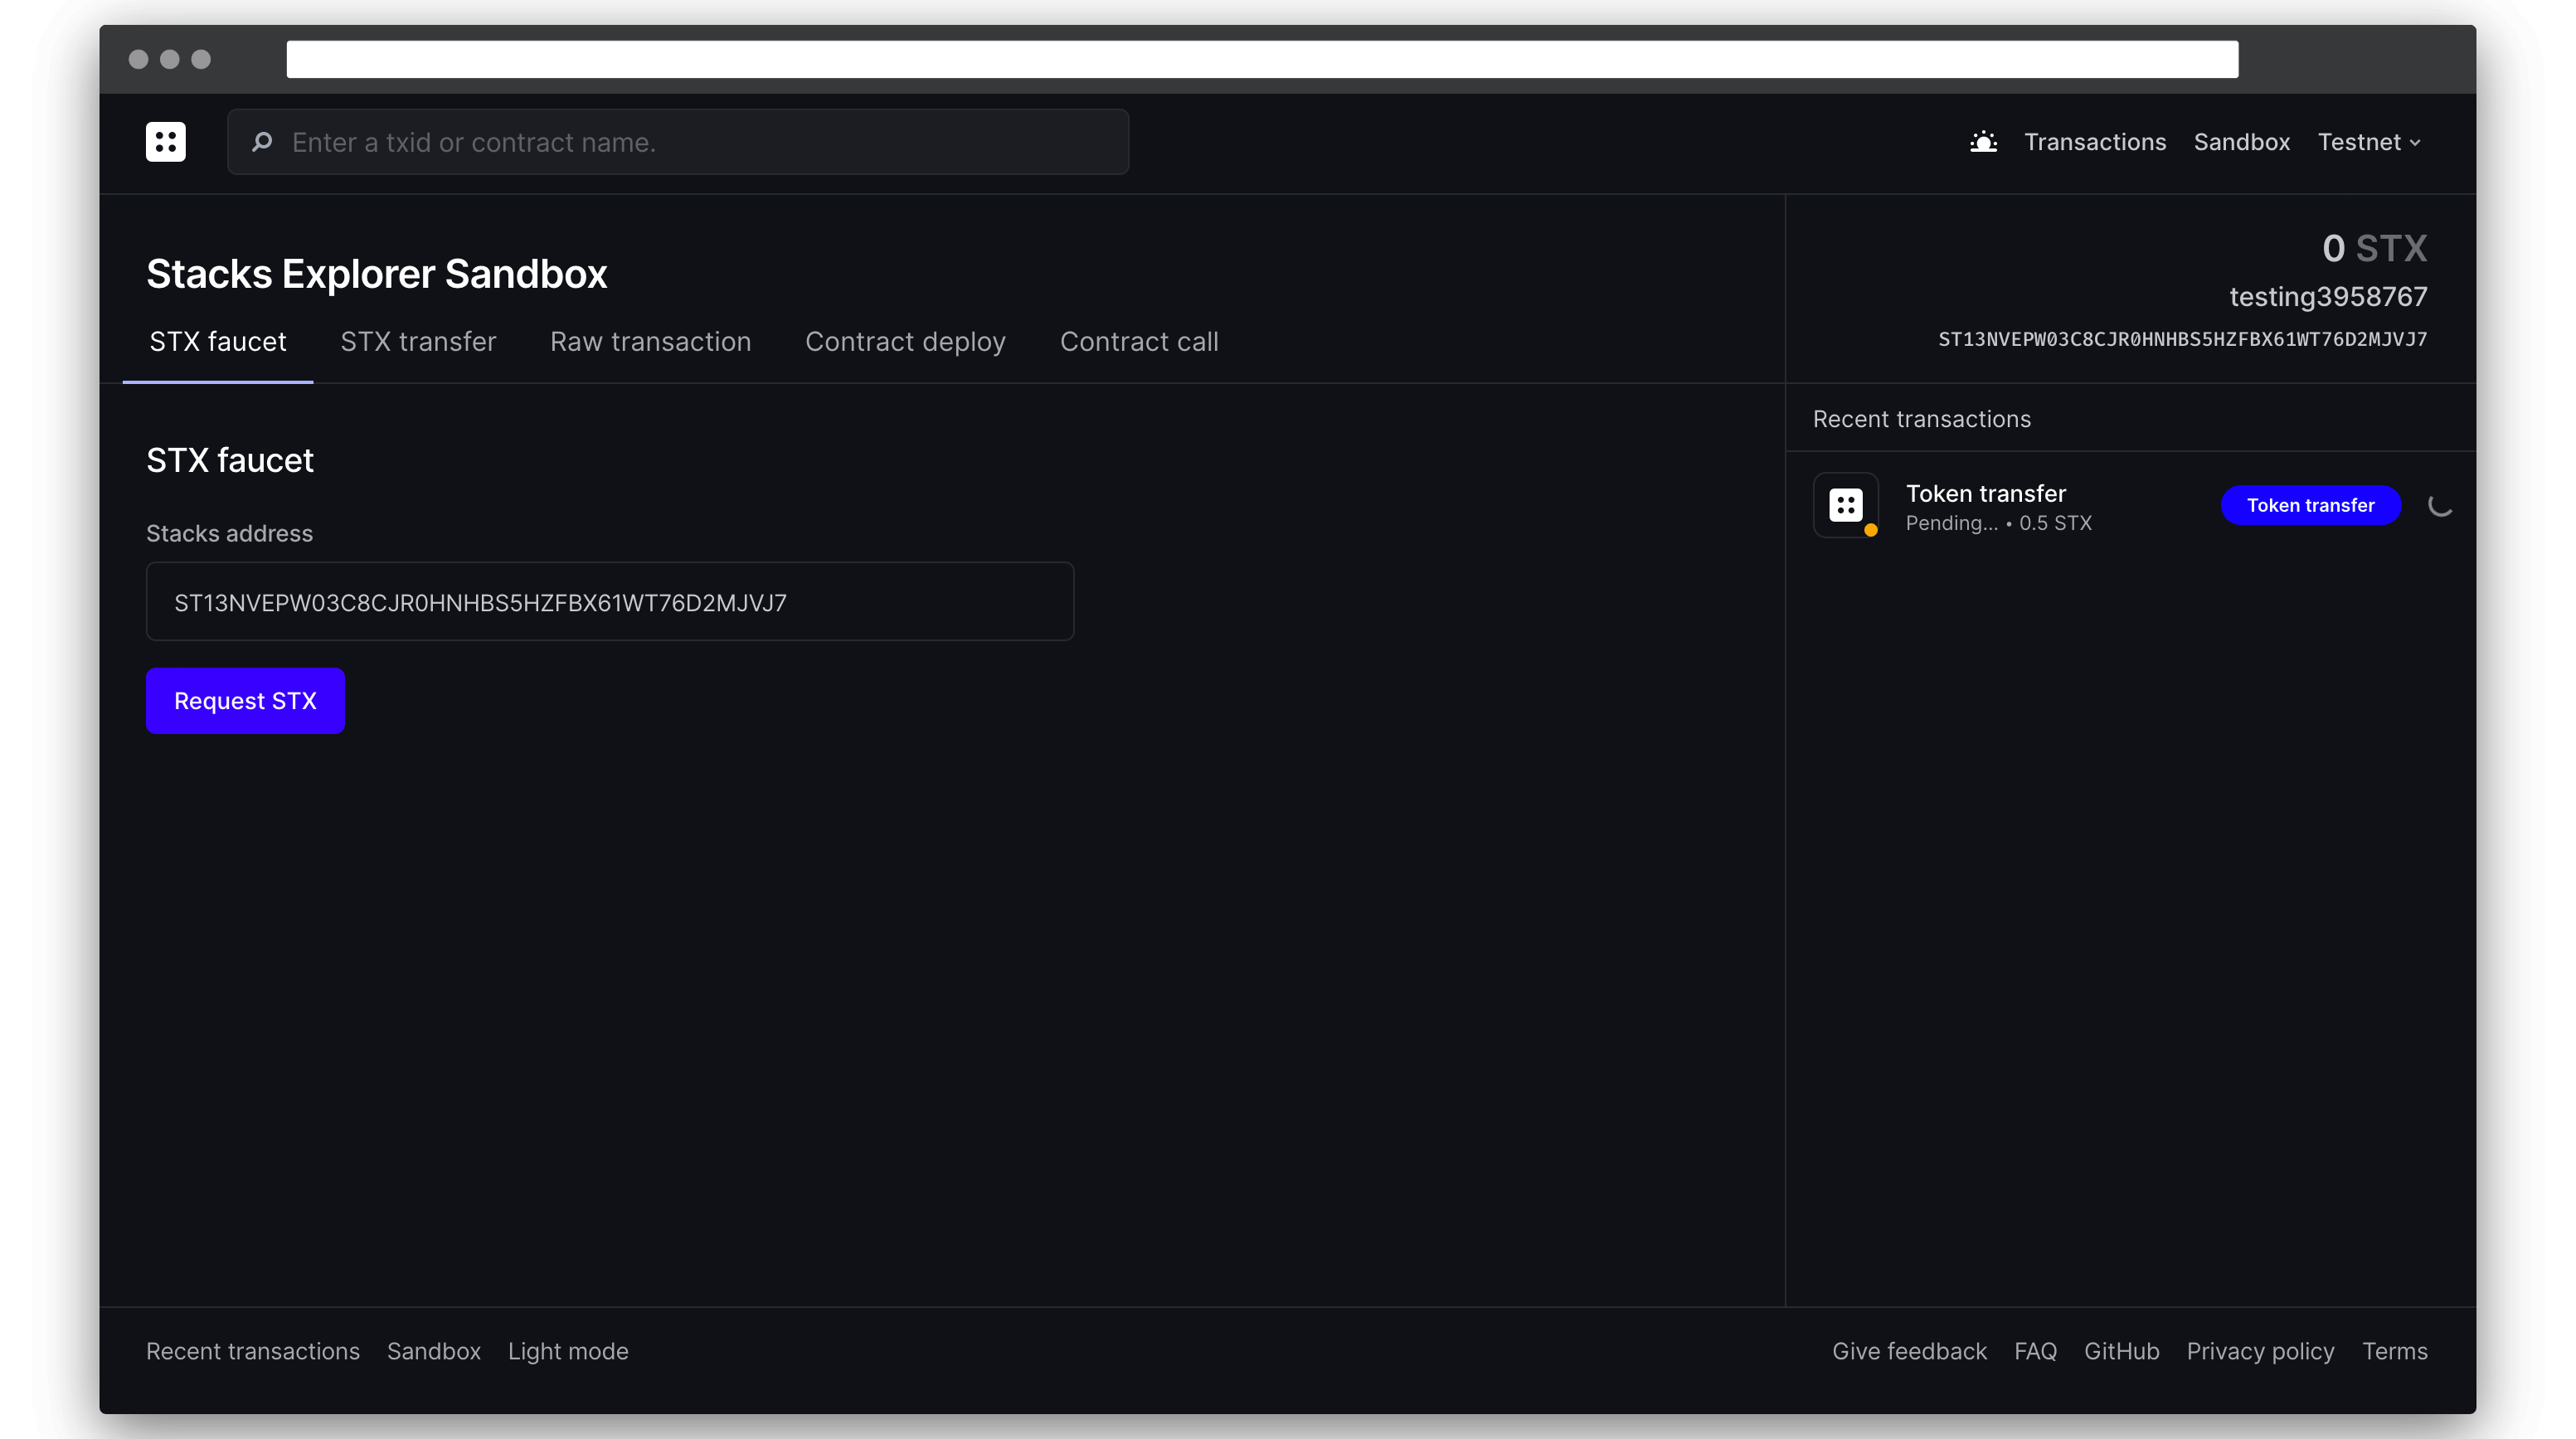 Enter a txid or contract name.
Transactions Sandbox Testnet
Stacks Explorer Sandbox
STX faucet STX transfer Raw transaction Contract deploy Contract call
0 STX
testing3958767
ST13NVEPW03C8CJR0HNHBS5HZFBX61WT76D2MJVJ7
STX faucet
Stacks address
ST13NVEPW03C8CJR0HNHBS5HZFBX61WT76D2MJVJ7
Request STX
Recent transactions
Token transfer
Pending... • 0.5 STX
Token transfer
Recent transactions Sandbox Light mode
Give feedback FAQ GitHub Privacy policy Terms